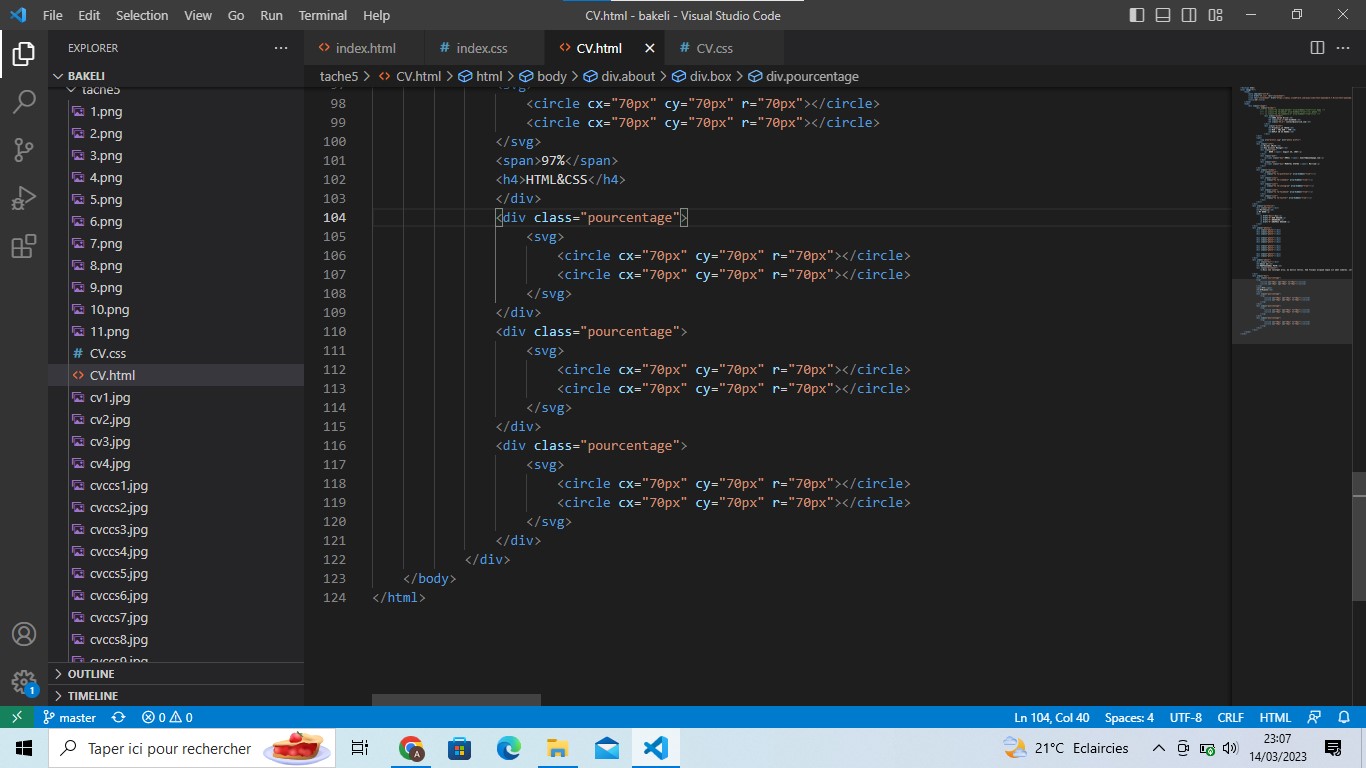 File Edit Selection View Go Run Terminal Help CV.html - bakeli - Visual Studio Code
EXPLORER
BAKELI
tache5
1.png
2.png
3.png
4.png
5.png
6.png
7.png
8.png
9.png
10.png
11.png
CV.css
CV.html
cv1.jpg
cv2.jpg
cv3.jpg
cv4.jpg
cvccs1.jpg
cvccs2.jpg
cvccs3.jpg
cvccs4.jpg
cvccs5.jpg
cvccs6.jpg
cvccs7.jpg
cvccs8.jpg
cvccs9.jpg
OUTLINE
TIMELINE
index.html index.css CV.html CV.css
tache5 > CV.html > html > body > div.about > div.box > div.pourcentage
97 <svg>
98 <circle cx="70px" cy="70px" r="70px"></circle>
99 <circle cx="70px" cy="70px" r="70px"></circle>
100 </svg>
101 <span>97%</span>
102 <h4>HTML&CSS</h4>
103 </div>
104 <div class="pourcentage">
105 <svg>
106 <circle cx="70px" cy="70px" r="70px"></circle>
107 <circle cx="70px" cy="70px" r="70px"></circle>
108 </svg>
109 </div>
110 <div class="pourcentage">
111 <svg>
112 <circle cx="70px" cy="70px" r="70px"></circle>
113 <circle cx="70px" cy="70px" r="70px"></circle>
114 </svg>
115 </div>
116 <div class="pourcentage">
117 <svg>
118 <circle cx="70px" cy="70px" r="70px"></circle>
119 <circle cx="70px" cy="70px" r="70px"></circle>
120 </svg>
121 </div>
122 </div>
123 </body>
124 </html>
1
master 0 0 Ln 104, Col 40 Spaces: 4 UTF-8 CRLF HTML
Taper ici pour rechercher A 21°C Eclaircies 23:07
14/03/2023